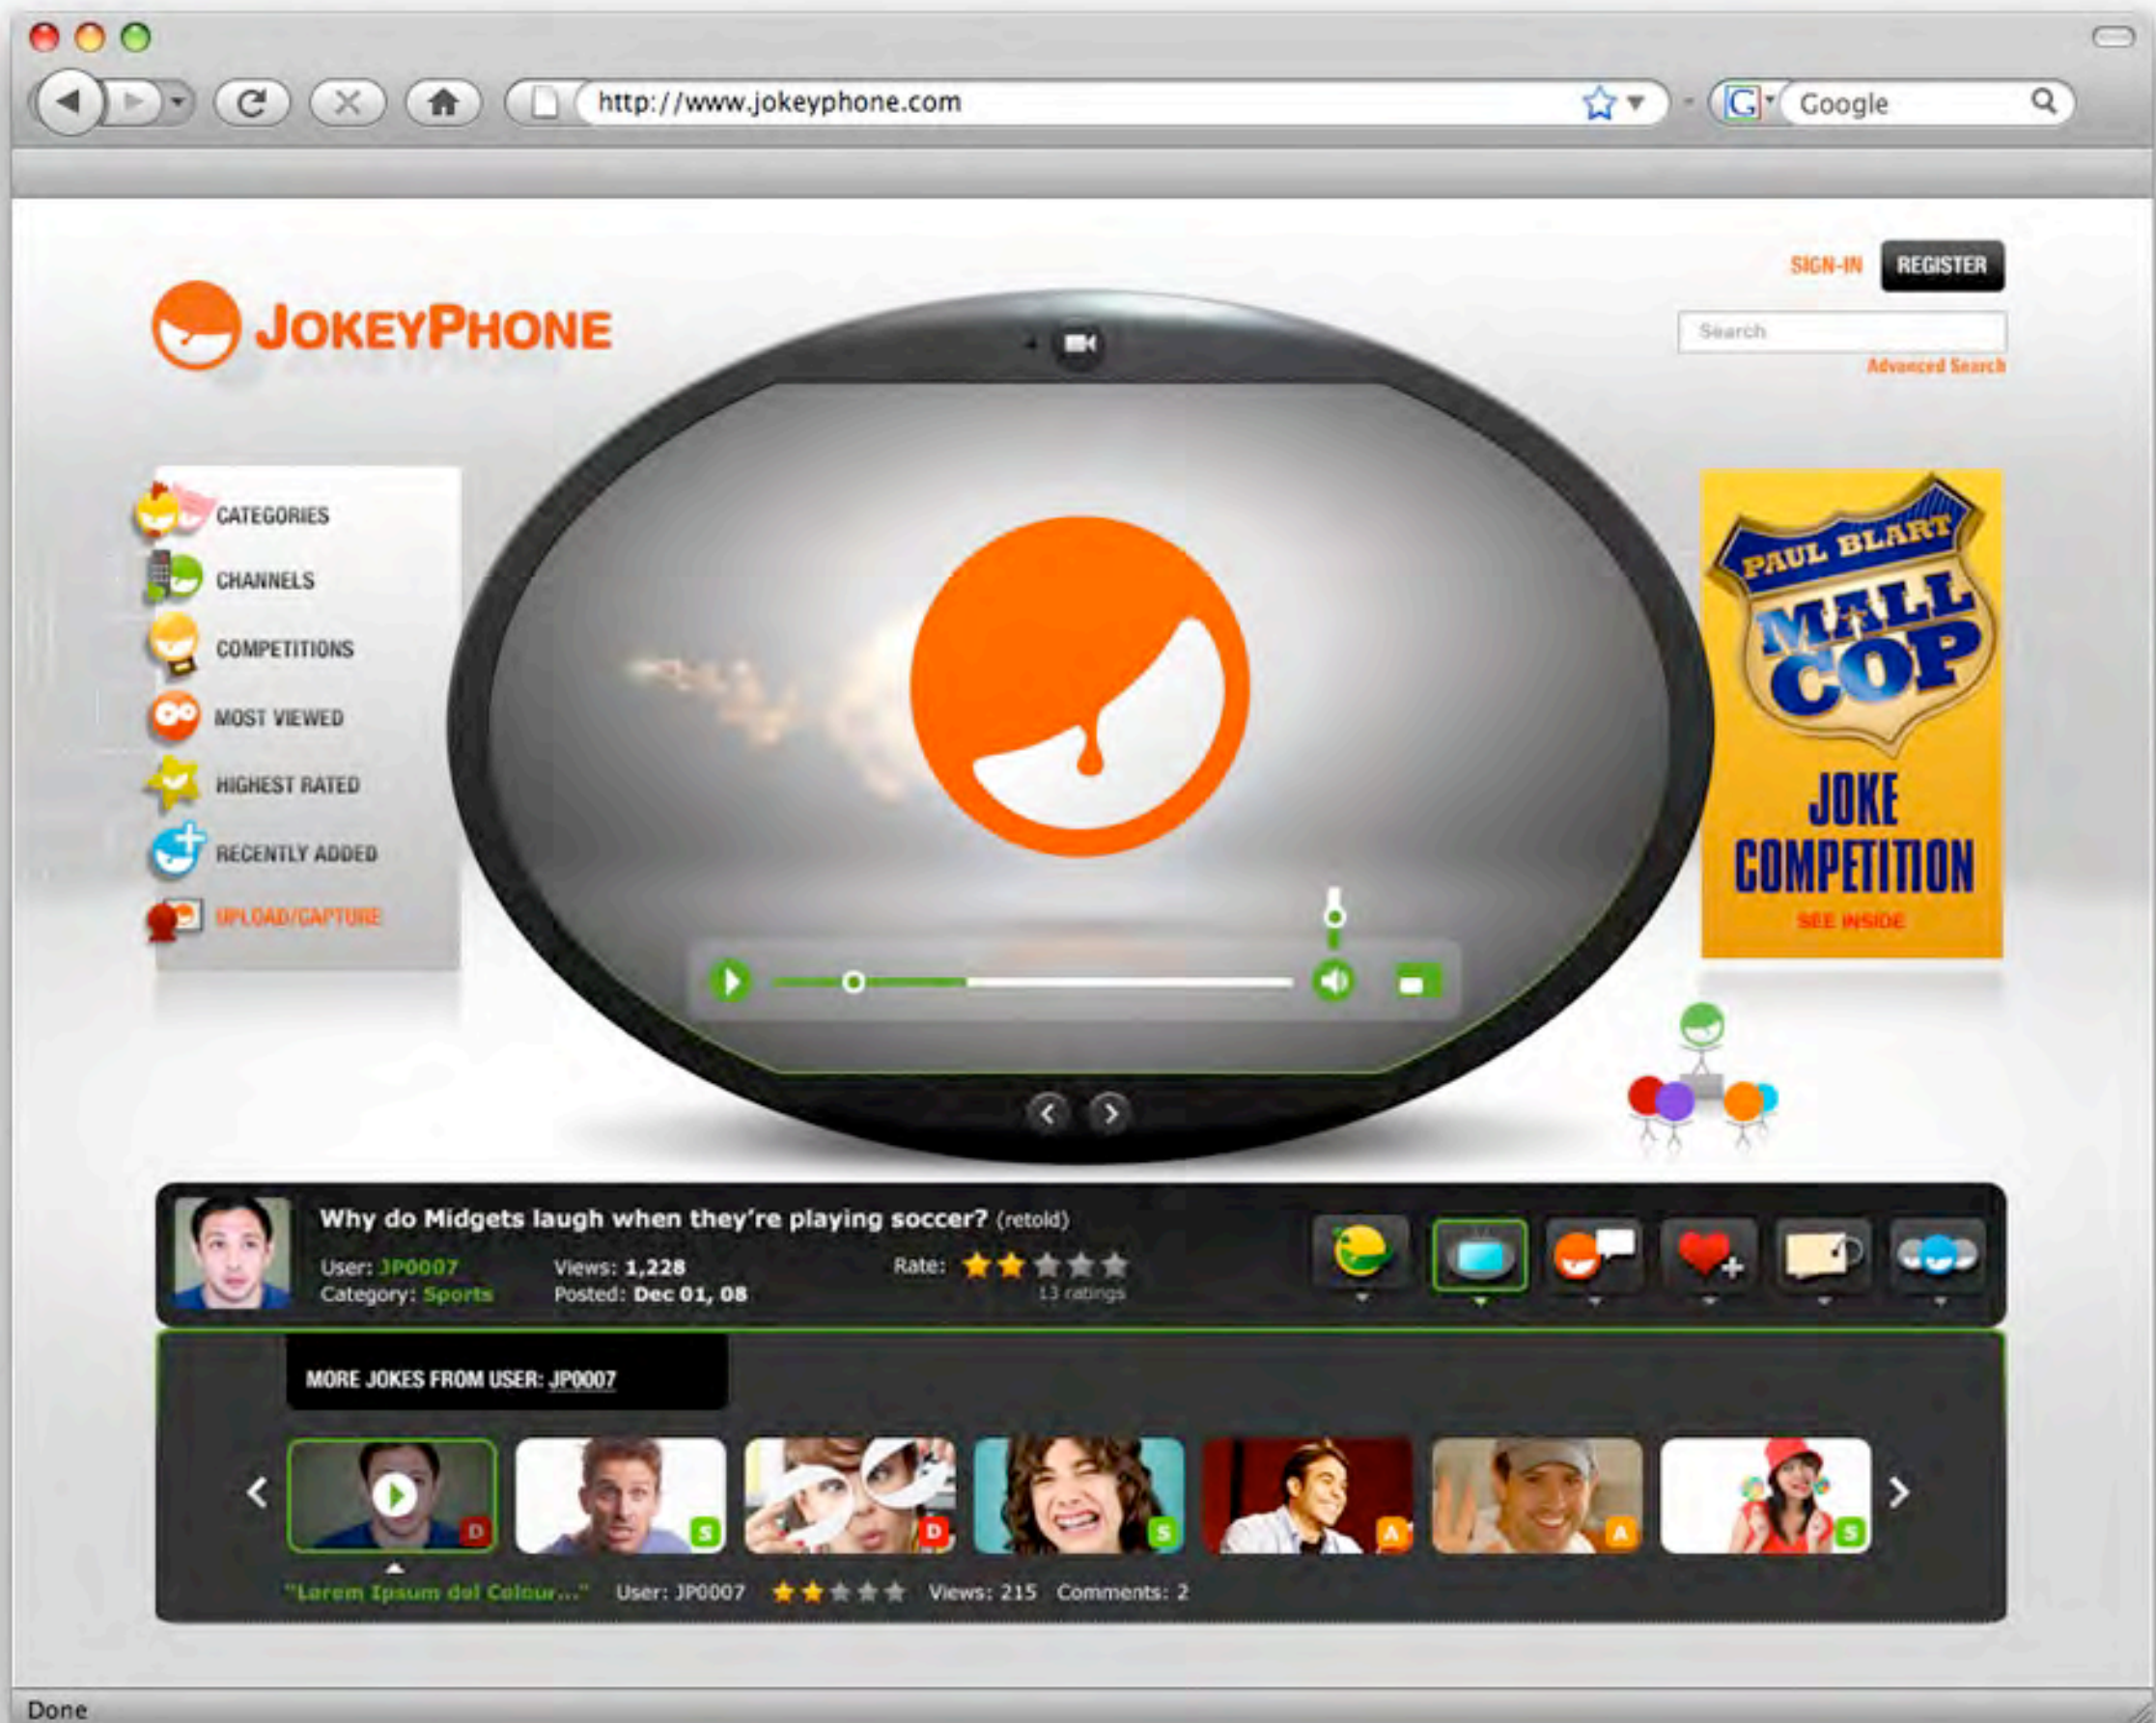 http://www.jokeyphone.com
Google
SIGN-IN
REGISTER
JOKEYPHONE
Search
Advanced Search
CATEGORIES
CHANNELS
COMPETITIONS
MOST VIEWED
HIGHEST RATED
RECENTLY ADDED
UPLOAD/CAPTURE
PAUL BLART
MALL
COP
JOKE
COMPETITION
SEE INSIDE
Why do Midgets laugh when they're playing soccer? (retold)
User: JP0007 Views: 1,228 Rate:
Category: Sports Posted: Dec 01, 08 13 ratings
MORE JOKES FROM USER: JP0007
D S D S A A S
"Lorem Ipsum dol Colour..." User: JP0007 Views: 215 Comments: 2
Done